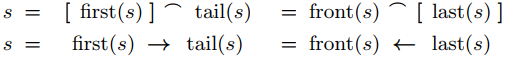 s = [ first(s) ] ⌢ tail(s) = front(s) ⌢ [ last(s) ]
s = first(s) → tail(s) = front(s) ← last(s)